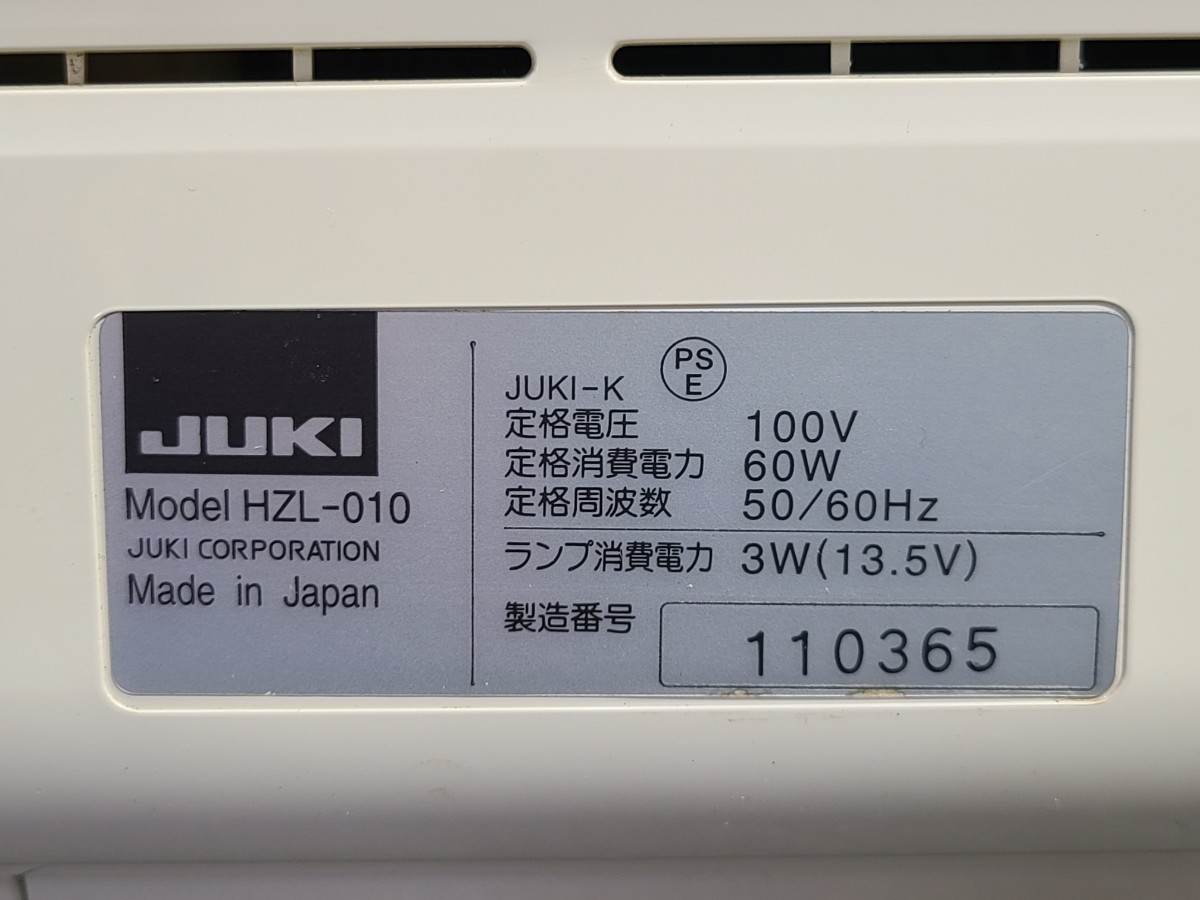 JUKI
Model HZL-010
JUKI CORPORATION
Made in Japan
JUKI-K PS E
定格電圧 100V
定格消費電力 60W
定格周波数 50/60Hz
ランプ消費電力 3W(13.5V)
製造番号 110365